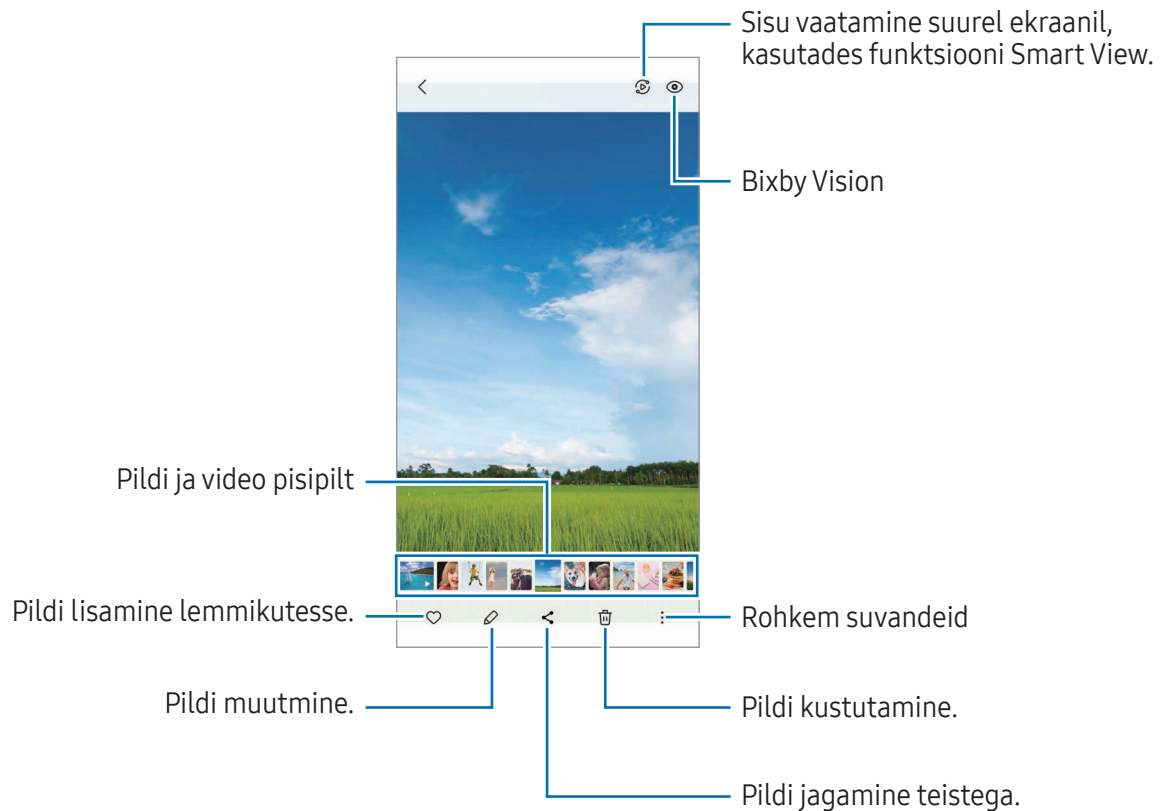 Sisu vaatamine suurel ekraanil,
kasutades funktsiooni Smart View.
Bixby Vision
Pildi ja video pisipilt
Pildi lisamine lemmikutesse.
Rohkem suvandeid
Pildi muutmine.
Pildi kustutamine.
Pildi jagamine teistega.